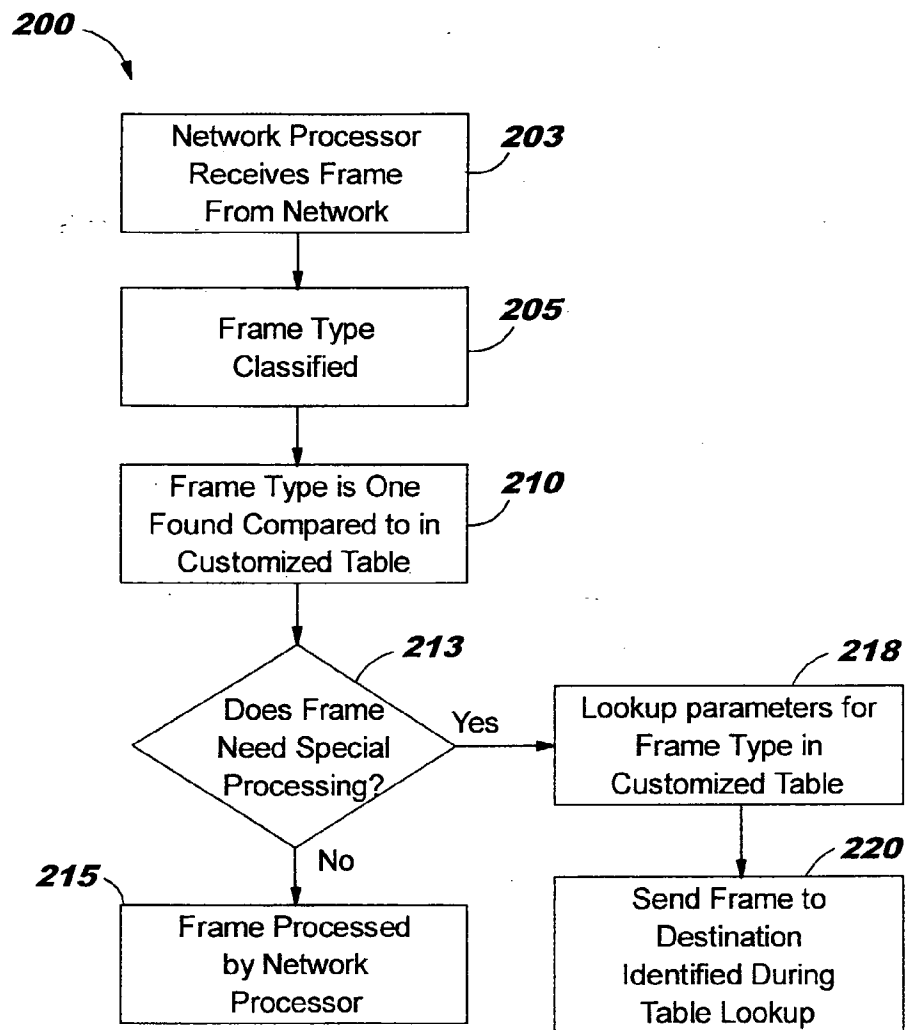 200
Network Processor
Receives Frame
From Network
203
Frame Type
Classified
205
Frame Type is One
Found Compared to in
Customized Table
210
Does Frame
Need Special
Processing?
213
Yes
No
Lookup parameters for
Frame Type in
Customized Table
218
215
Frame Processed
by Network
Processor
220
Send Frame to
Destination
Identified During
Table Lookup